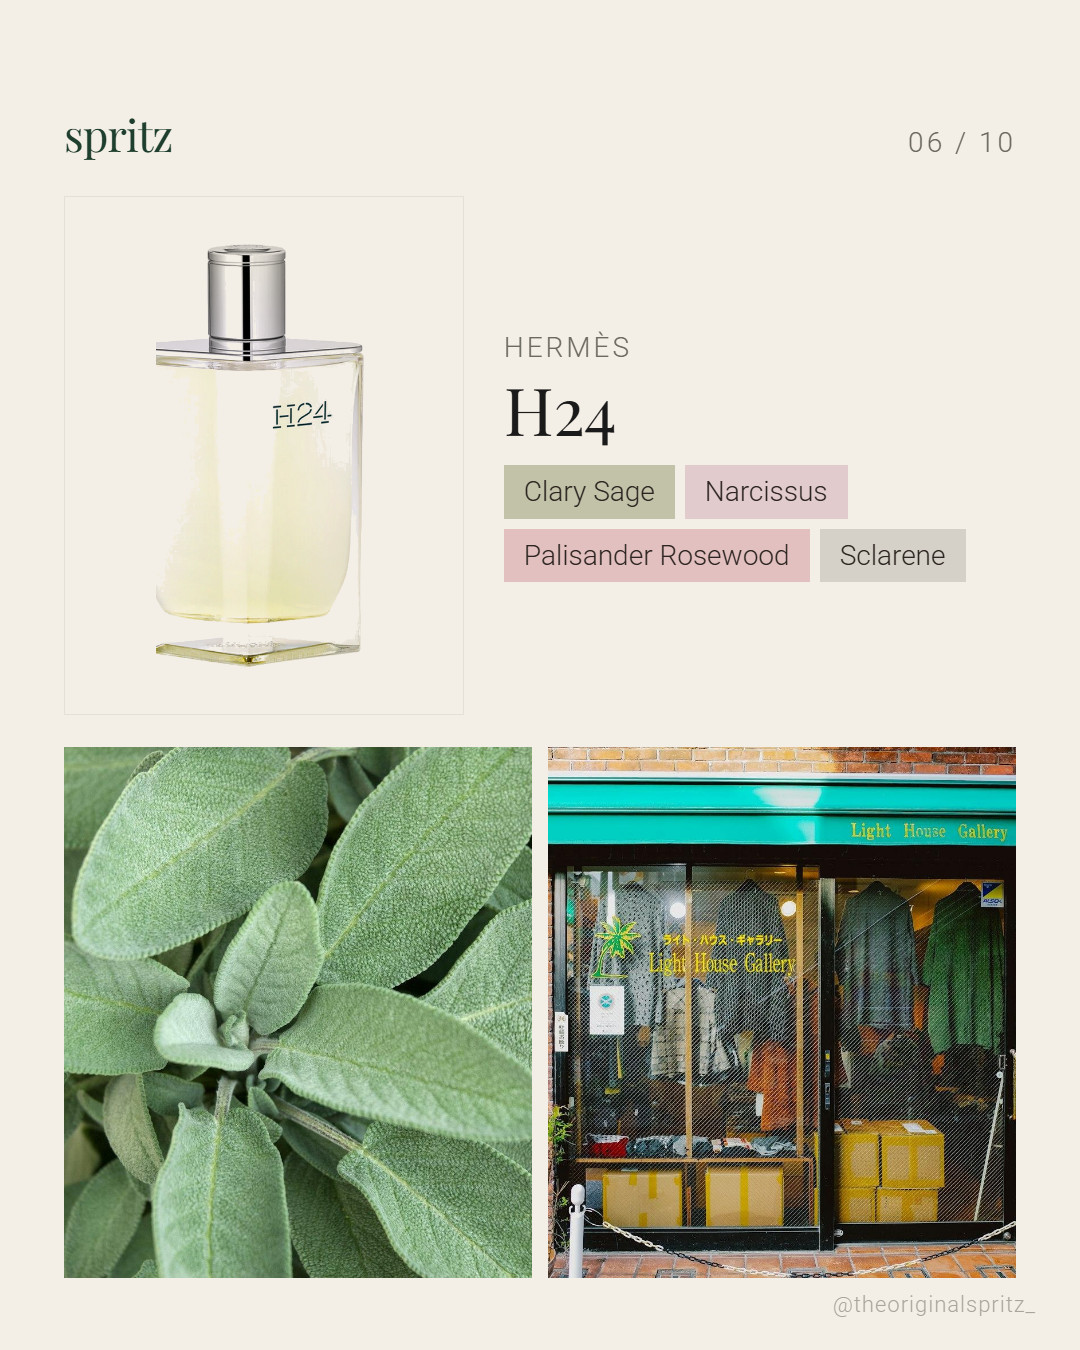 spritz
06 / 10
H24
HERMÈS
H24
Clary Sage
Narcissus
Palisander Rosewood
Sclarene
Light House Gallery
ライト・ハウス・ギャラリー
Light House Gallery
@theoriginalspritz_